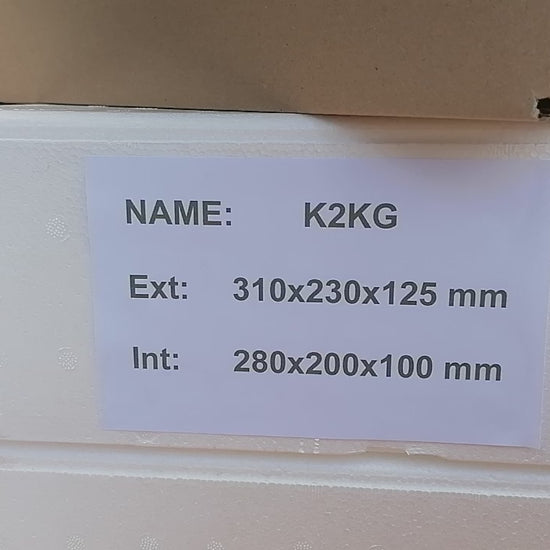 NAME: K2KG
Ext: 310x230x125 mm
Int: 280x200x100 mm